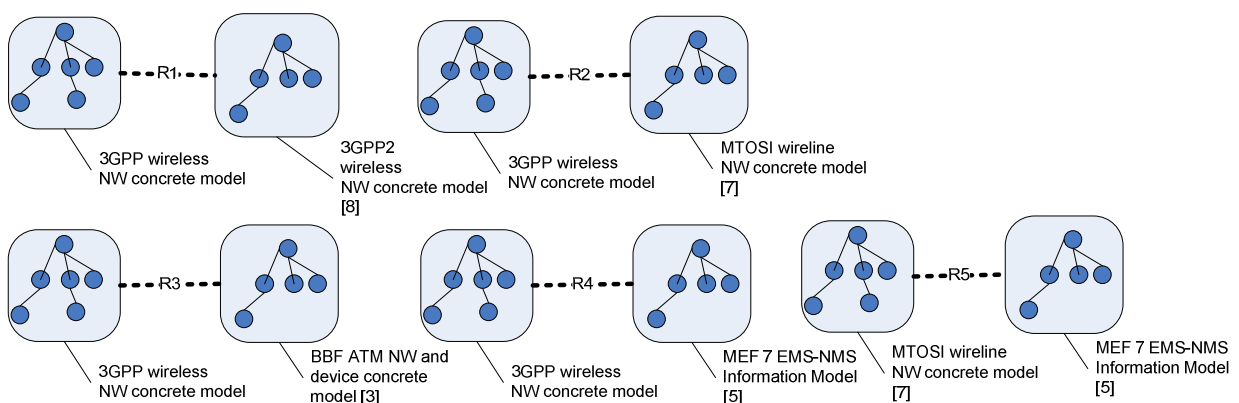 R1
R2
3GPP wireless
NW concrete model
3GPP2
wireless
NW concrete model
[8]
3GPP wireless
NW concrete model
MTOSI wireline
NW concrete model
[7]
R3
R4
R5
3GPP wireless
NW concrete model
BBF ATM NW and
device concrete
model [3]
3GPP wireless
NW concrete model
MEF 7 EMS-NMS
Information Model
[5]
MTOSI wireline
NW concrete model
[7]
MEF 7 EMS-NMS
Information Model
[5]